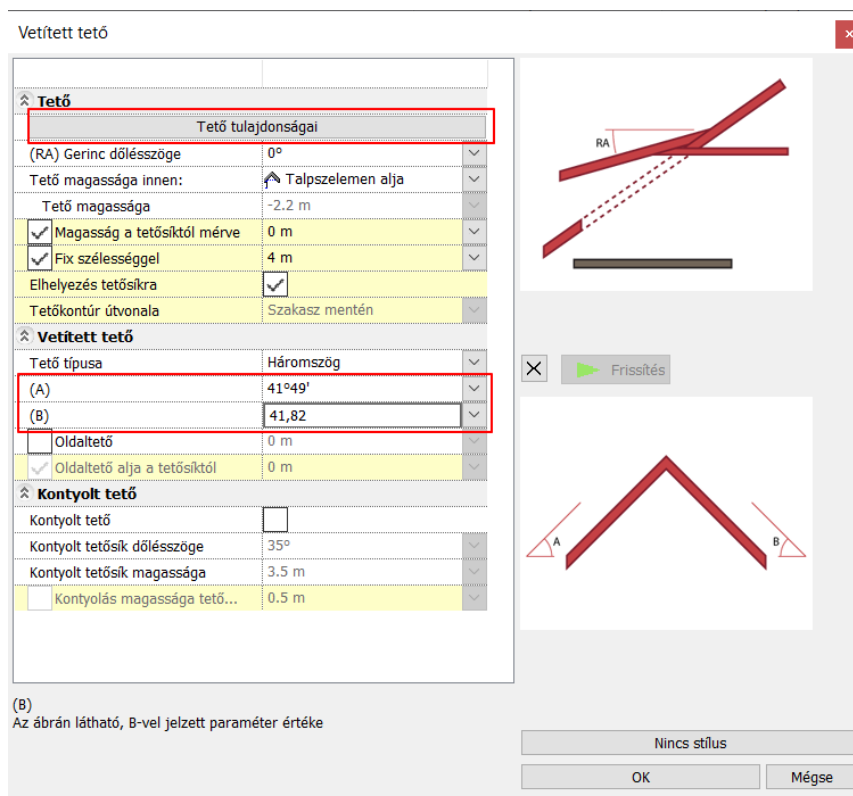 Vetített tető
Tető
Tető tulajdonságai
(RA) Gerinc dőlésszöge 0°
Tető magassága innen: Talpszelemen alja
Tető magassága -2.2 m
Magasság a tetősíktól mérve 0 m
Fix szélességgel 4 m
Elhelyezés tetősíkra
Tetőkontúr útvonala Szakasz mentén
Vetített tető
Tető típusa Háromszög
(A) 41°49'
(B) 41,82
Oldaltető 0 m
Oldaltető alja a tetősíktól 0 m
Kontyolt tető
Kontyolt tető
Kontyolt tetősík dőlésszöge 35°
Kontyolt tetősík magassága 3.5 m
Kontyolás magassága tető... 0.5 m
RA
Frissítés
A B
(B)
Az ábrán látható, B-vel jelzett paraméter értéke
Nincs stílus
OK Mégse